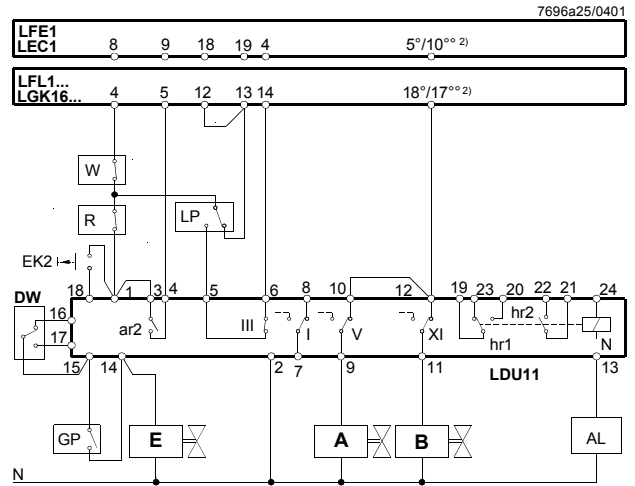 7696a25/0401
LFE1
LEC1 8 9 18 19 4 5°/10°° 2)
LFL1...
LGK16... 4 5 12 13 14 18°/17°° 2)
W
R LP
EK2
DW 18 1 3 4 5 6 8 10 12 19 23 20 22 21 24
16 ar2 III I V XI hr2
17 hr1 N
15 14 2 7 9 11 LDU11 13
GP E A B AL
N